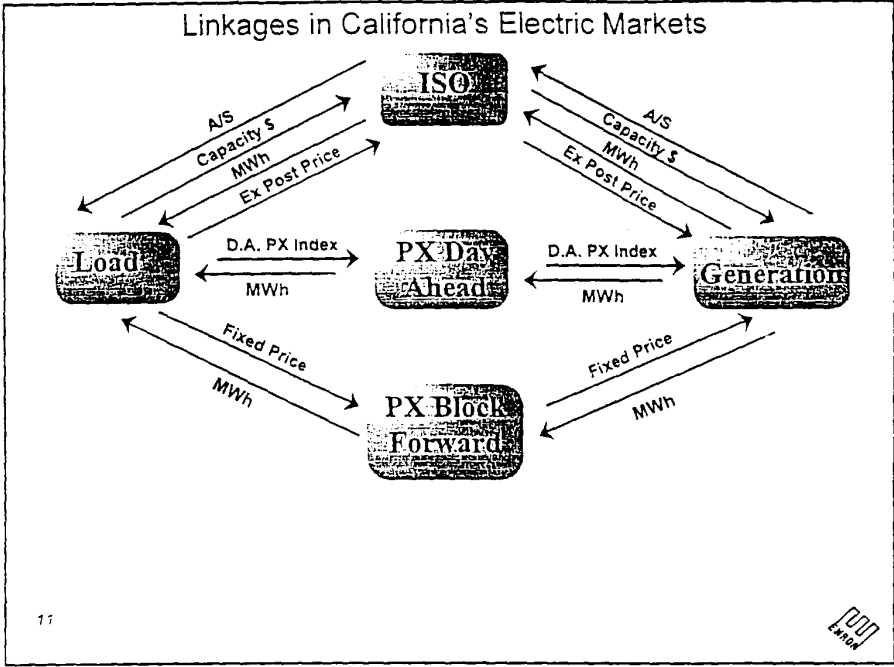 Linkages in California's Electric Markets
ISO
A/S
Capacity $
MWh
Ex Post Price
A/S
Capacity $
MWh
Ex Post Price
Load
D.A. PX Index
MWh
PX Day
Ahead
D.A. PX Index
MWh
Generation
Fixed Price
MWh
PX Block
Forward
Fixed Price
MWh
11
ENRON